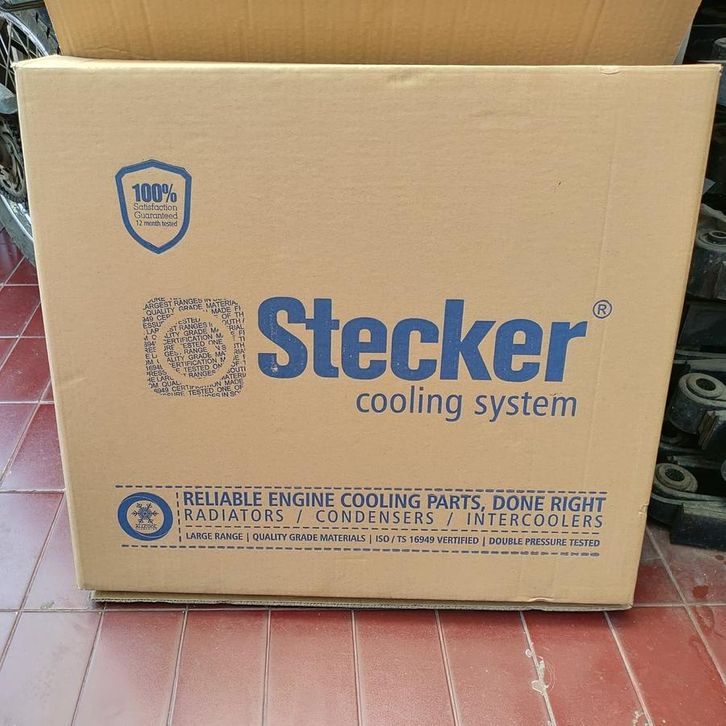 100%
Satisfaction
Guaranteed
12 month tested
Stecker®
cooling system
RELIABLE ENGINE COOLING PARTS, DONE RIGHT
RADIATORS / CONDENSERS / INTERCOOLERS
LARGE RANGE | QUALITY GRADE MATERIALS | ISO / TS 16949 VERTIFIED | DOUBLE PRESSURE TESTED